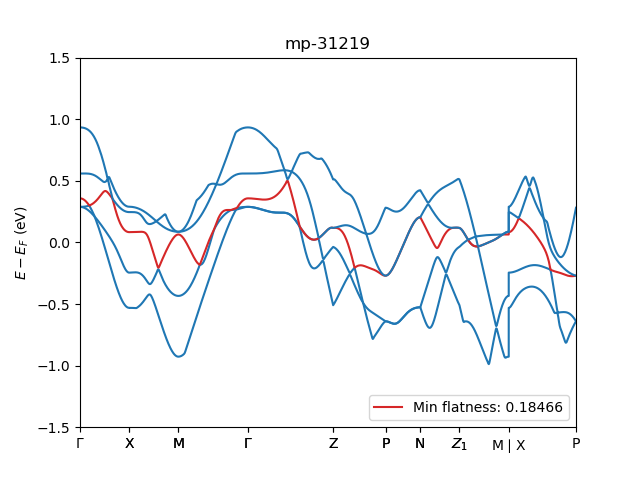 mp-31219
1.5
1.0
0.5
0.0
−0.5
−1.0
−1.5
E − E_F (eV)
Γ X M Γ Z P N Z₁ M | X P
Min flatness: 0.18466